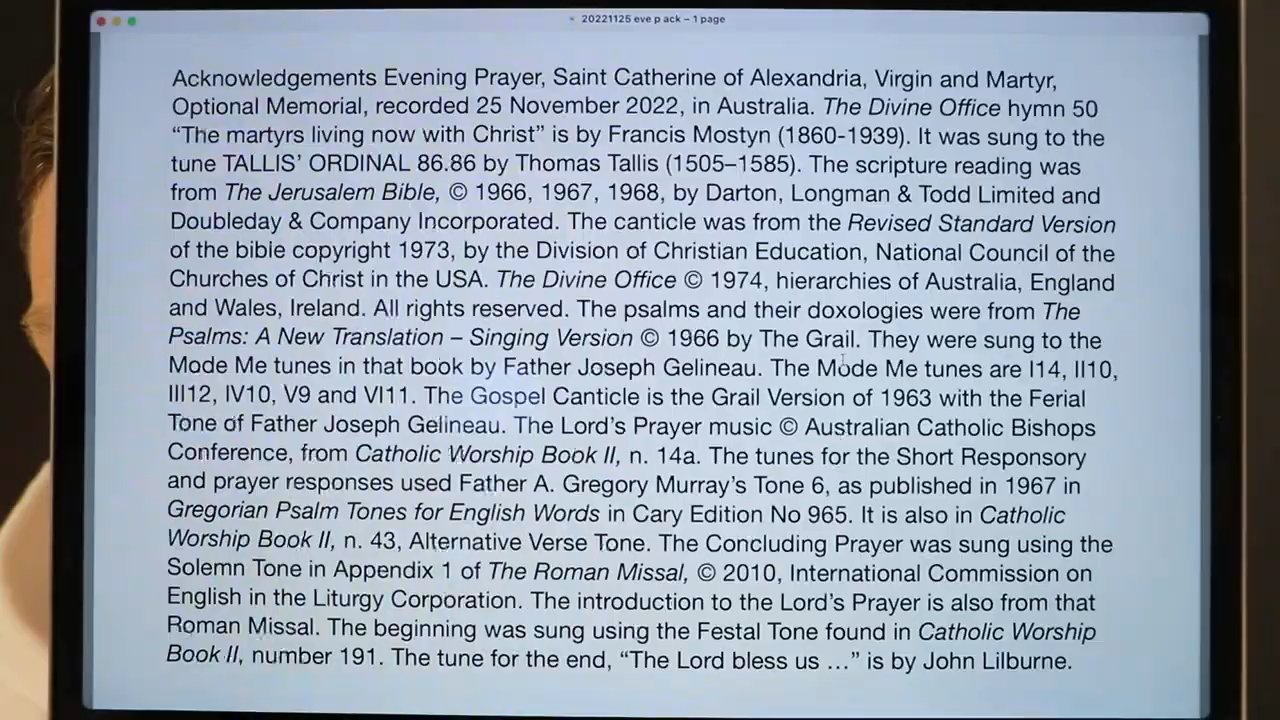 20221125 eve p ack – 1 page
Acknowledgements Evening Prayer, Saint Catherine of Alexandria, Virgin and Martyr,
Optional Memorial, recorded 25 November 2022, in Australia. The Divine Office hymn 50
“The martyrs living now with Christ” is by Francis Mostyn (1860-1939). It was sung to the
tune TALLIS’ ORDINAL 86.86 by Thomas Tallis (1505–1585). The scripture reading was
from The Jerusalem Bible, © 1966, 1967, 1968, by Darton, Longman & Todd Limited and
Doubleday & Company Incorporated. The canticle was from the Revised Standard Version
of the bible copyright 1973, by the Division of Christian Education, National Council of the
Churches of Christ in the USA. The Divine Office © 1974, hierarchies of Australia, England
and Wales, Ireland. All rights reserved. The psalms and their doxologies were from The
Psalms: A New Translation – Singing Version © 1966 by The Grail. They were sung to the
Mode Me tunes in that book by Father Joseph Gelineau. The Mode Me tunes are I14, II10,
III12, IV10, V9 and VI11. The Gospel Canticle is the Grail Version of 1963 with the Ferial
Tone of Father Joseph Gelineau. The Lord’s Prayer music © Australian Catholic Bishops
Conference, from Catholic Worship Book II, n. 14a. The tunes for the Short Responsory
and prayer responses used Father A. Gregory Murray’s Tone 6, as published in 1967 in
Gregorian Psalm Tones for English Words in Cary Edition No 965. It is also in Catholic
Worship Book II, n. 43, Alternative Verse Tone. The Concluding Prayer was sung using the
Solemn Tone in Appendix 1 of The Roman Missal, © 2010, International Commission on
English in the Liturgy Corporation. The introduction to the Lord’s Prayer is also from that
Roman Missal. The beginning was sung using the Festal Tone found in Catholic Worship
Book II, number 191. The tune for the end, “The Lord bless us …” is by John Lilburne.